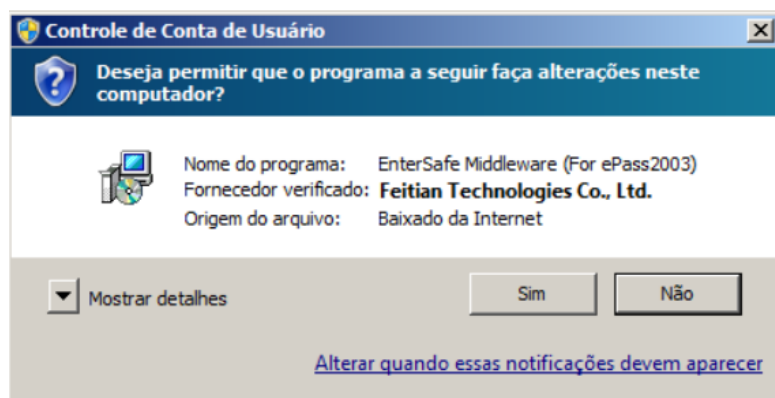 Controle de Conta de Usuário
Deseja permitir que o programa a seguir faça alterações neste
computador?
Nome do programa: EnterSafe Middleware (For ePass2003)
Fornecedor verificado: Feitian Technologies Co., Ltd.
Origem do arquivo: Baixado da Internet
Mostrar detalhes Sim Não
Alterar quando essas notificações devem aparecer